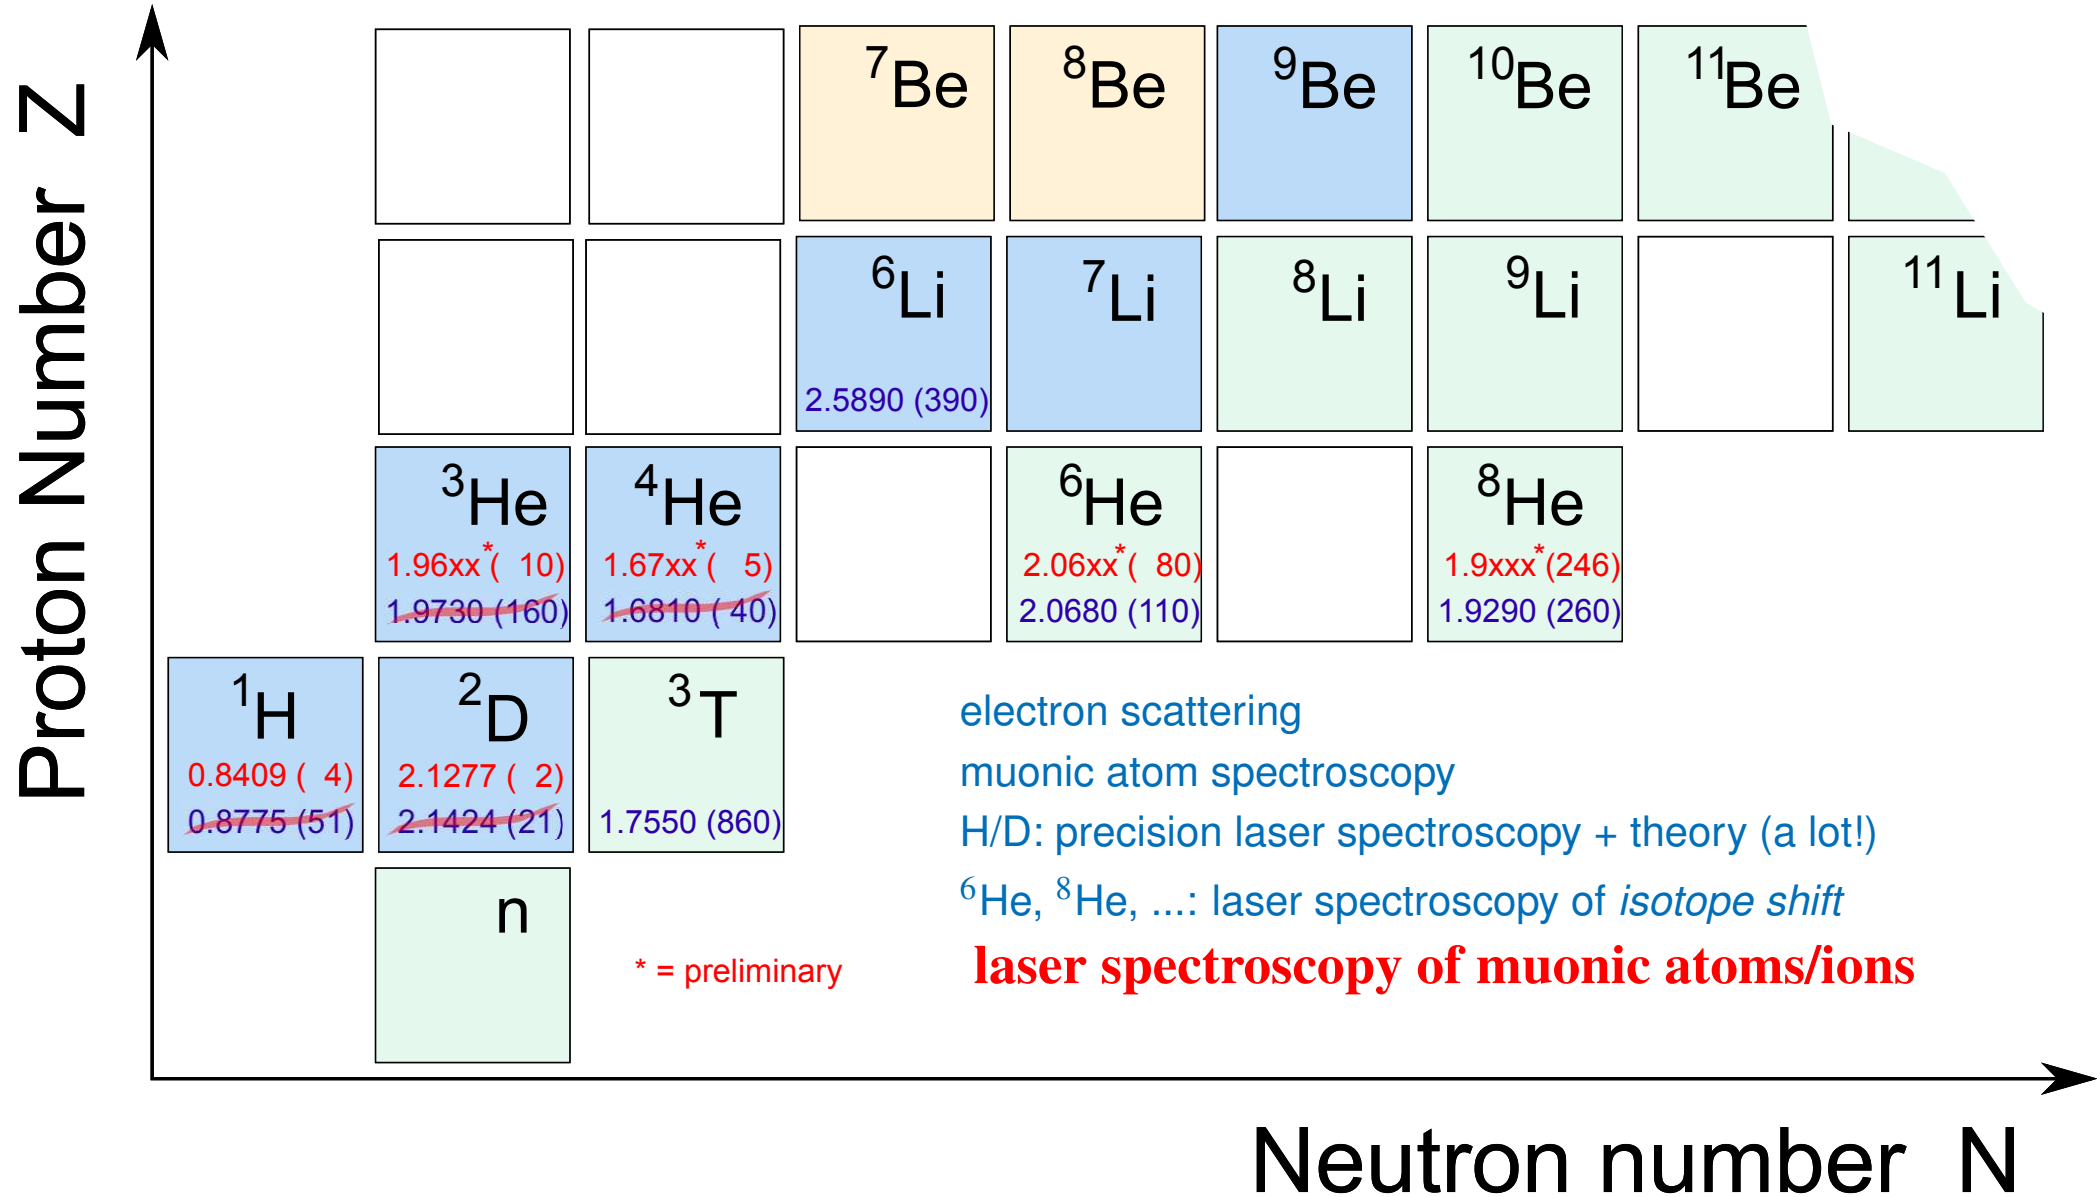 Proton Number Z
7Be 8Be 9Be 10Be 11Be
6Li 7Li 8Li 9Li 11Li
2.5890 (390)
3He 4He 6He 8He
1.96xx*( 10) 1.67xx*( 5) 2.06xx*( 80) 1.9xxx*(246)
1.9730 (160) 1.6810 ( 40) 2.0680 (110) 1.9290 (260)
1H 2D 3T
0.8409 ( 4) 2.1277 ( 2)
0.8775 (51) 2.1424 (21) 1.7550 (860)
n
electron scattering
muonic atom spectroscopy
H/D: precision laser spectroscopy + theory (a lot!)
6He, 8He, ...: laser spectroscopy of isotope shift
* = preliminary
laser spectroscopy of muonic atoms/ions
Neutron number N